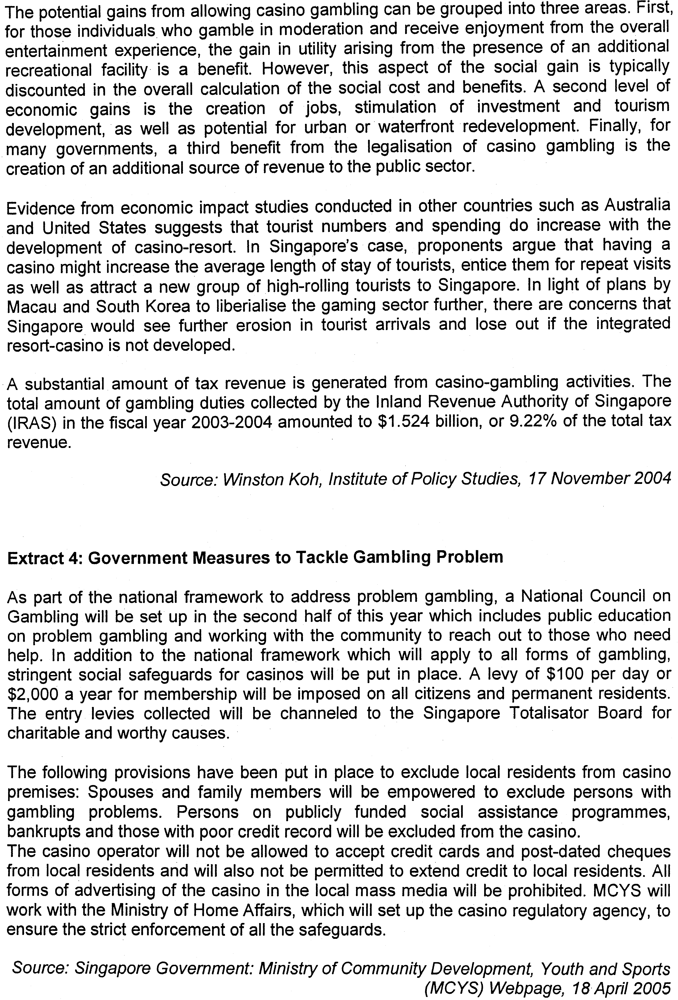 The potential gains from allowing casino gambling can be grouped into three areas. First,
for those individuals who gamble in moderation and receive enjoyment from the overall
entertainment experience, the gain in utility arising from the presence of an additional
recreational facility is a benefit. However, this aspect of the social gain is typically
discounted in the overall calculation of the social cost and benefits. A second level of
economic gains is the creation of jobs, stimulation of investment and tourism
development, as well as potential for urban or waterfront redevelopment. Finally, for
many governments, a third benefit from the legalisation of casino gambling is the
creation of an additional source of revenue to the public sector.
Evidence from economic impact studies conducted in other countries such as Australia
and United States suggests that tourist numbers and spending do increase with the
development of casino-resort. In Singapore's case, proponents argue that having a
casino might increase the average length of stay of tourists, entice them for repeat visits
as well as attract a new group of high-rolling tourists to Singapore. In light of plans by
Macau and South Korea to liberialise the gaming sector further, there are concerns that
Singapore would see further erosion in tourist arrivals and lose out if the integrated
resort-casino is not developed.
A substantial amount of tax revenue is generated from casino-gambling activities. The
total amount of gambling duties collected by the Inland Revenue Authority of Singapore
(IRAS) in the fiscal year 2003-2004 amounted to $1.524 billion, or 9.22% of the total tax
revenue.
Source: Winston Koh, Institute of Policy Studies, 17 November 2004
Extract 4: Government Measures to Tackle Gambling Problem
As part of the national framework to address problem gambling, a National Council on
Gambling will be set up in the second half of this year which includes public education
on problem gambling and working with the community to reach out to those who need
help. In addition to the national framework which will apply to all forms of gambling,
stringent social safeguards for casinos will be put in place. A levy of $100 per day or
$2,000 a year for membership will be imposed on all citizens and permanent residents.
The entry levies collected will be channeled to the Singapore Totalisator Board for
charitable and worthy causes.
The following provisions have been put in place to exclude local residents from casino
premises: Spouses and family members will be empowered to exclude persons with
gambling problems. Persons on publicly funded social assistance programmes,
bankrupts and those with poor credit record will be excluded from the casino.
The casino operator will not be allowed to accept credit cards and post-dated cheques
from local residents and will also not be permitted to extend credit to local residents. All
forms of advertising of the casino in the local mass media will be prohibited. MCYS will
work with the Ministry of Home Affairs, which will set up the casino regulatory agency, to
ensure the strict enforcement of all the safeguards.
Source: Singapore Government: Ministry of Community Development, Youth and Sports
(MCYS) Webpage, 18 April 2005